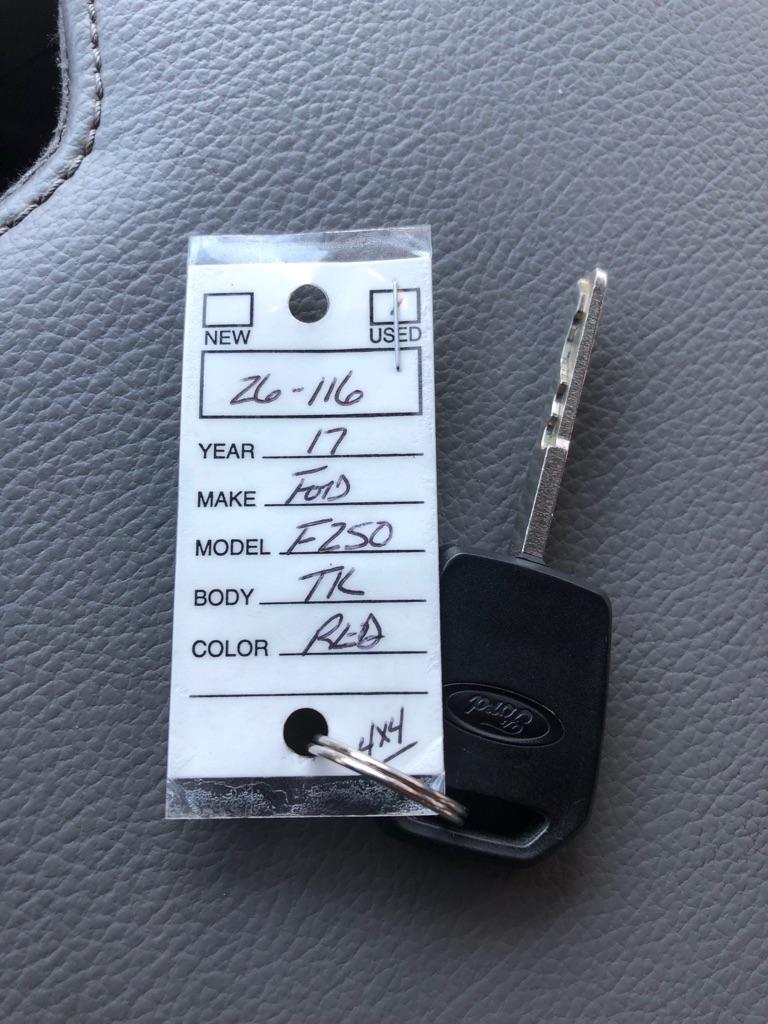 NEW USED
26-116
YEAR 17
MAKE FORD
MODEL F250
BODY TK
COLOR RED
4x4
Ford